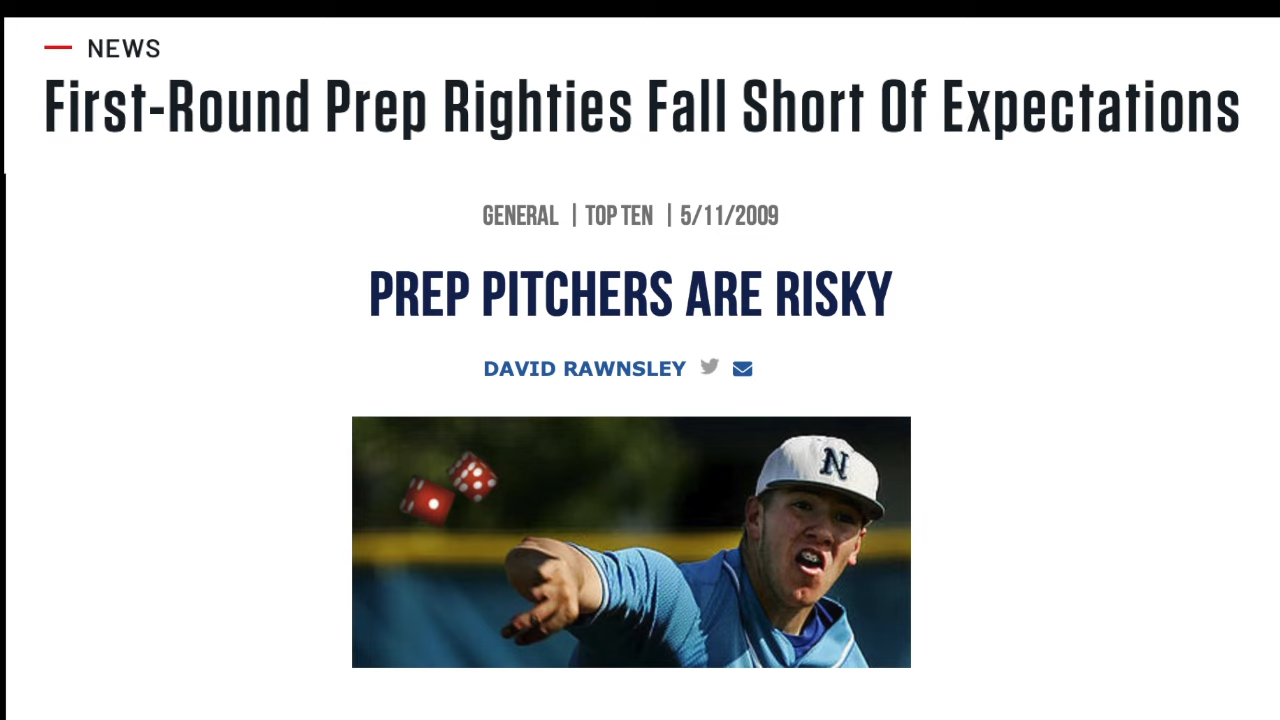 NEWS
First-Round Prep Righties Fall Short Of Expectations
GENERAL | TOP TEN | 5/11/2009
PREP PITCHERS ARE RISKY
DAVID RAWNSLEY
N